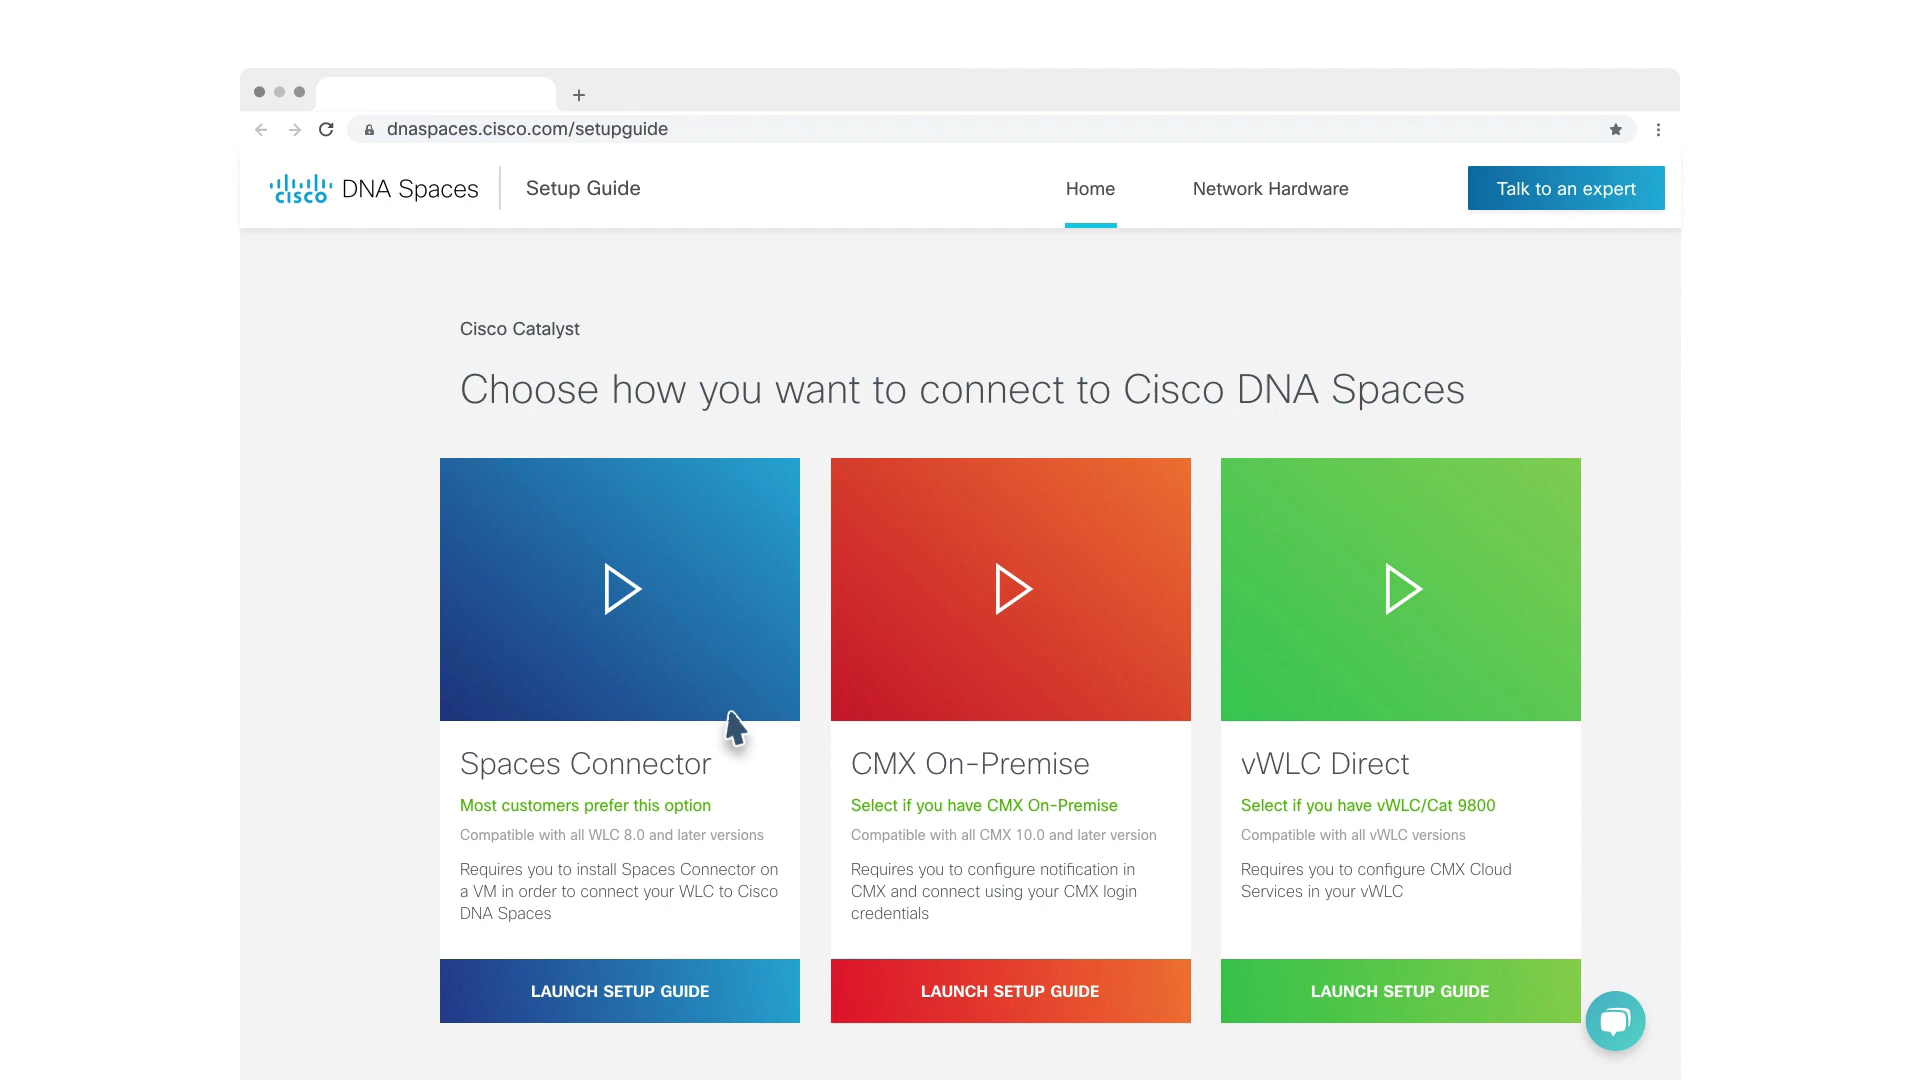 dnaspaces.cisco.com/setupguide
cisco DNA Spaces
Setup Guide
Home
Network Hardware
Talk to an expert
Cisco Catalyst
Choose how you want to connect to Cisco DNA Spaces
Spaces Connector
Most customers prefer this option
Compatible with all WLC 8.0 and later versions
Requires you to install Spaces Connector on
a VM in order to connect your WLC to Cisco
DNA Spaces
LAUNCH SETUP GUIDE
CMX On-Premise
Select if you have CMX On-Premise
Compatible with all CMX 10.0 and later version
Requires you to configure notification in
CMX and connect using your CMX login
credentials
LAUNCH SETUP GUIDE
vWLC Direct
Select if you have vWLC/Cat 9800
Compatible with all vWLC versions
Requires you to configure CMX Cloud
Services in your vWLC
LAUNCH SETUP GUIDE